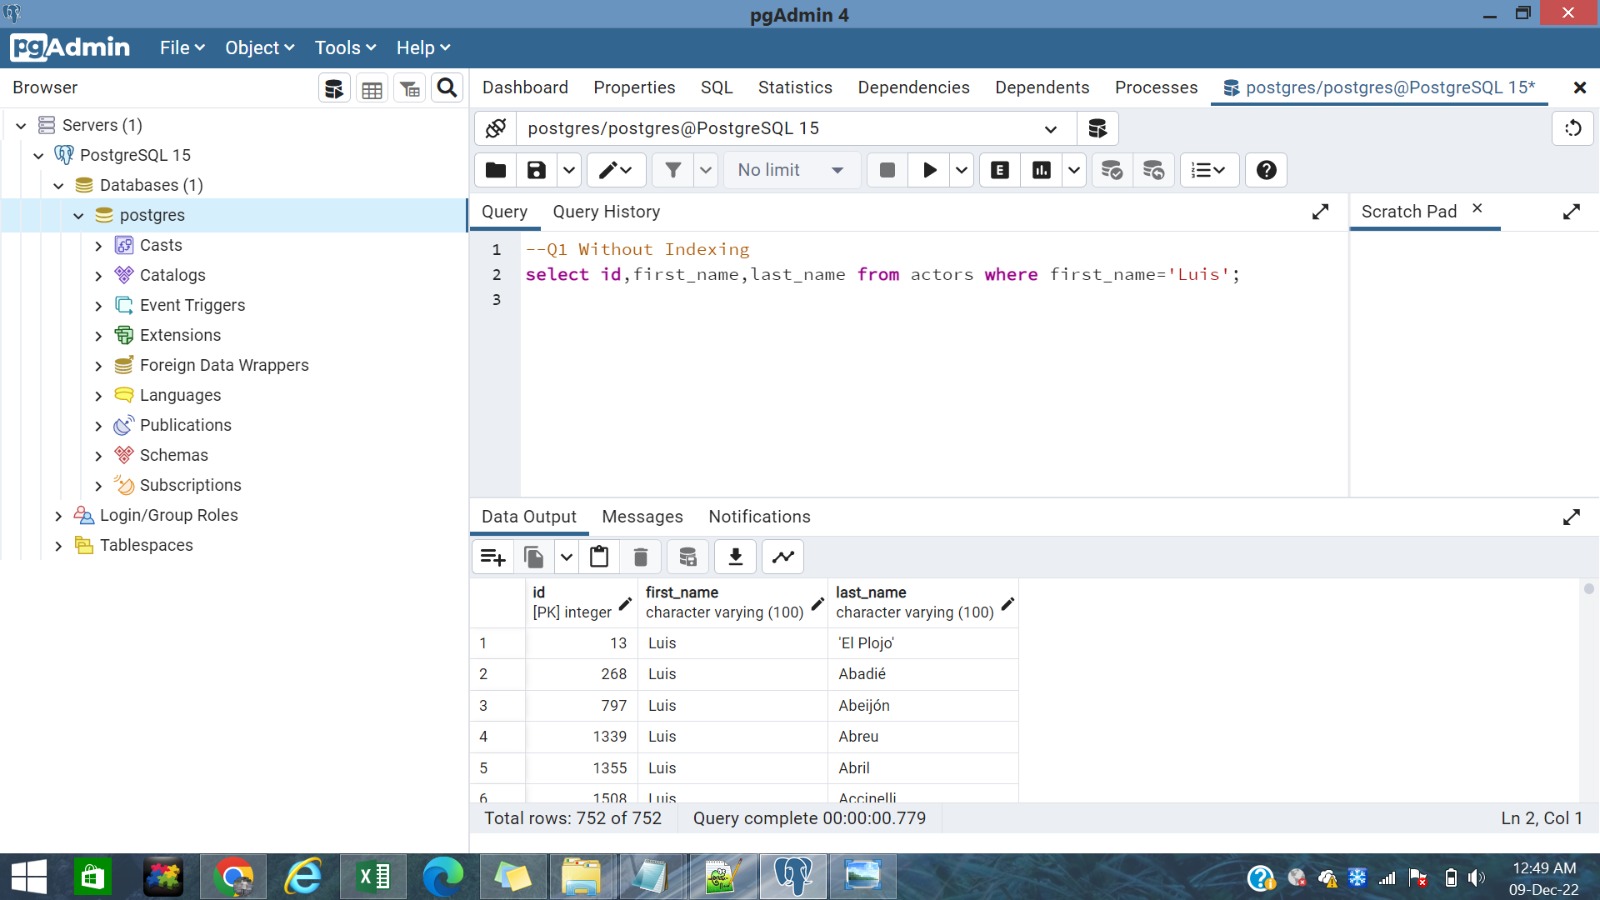 pgAdmin 4
pgAdmin File Object Tools Help
Browser
Dashboard Properties SQL Statistics Dependencies Dependents Processes postgres/postgres@PostgreSQL 15*
Servers (1)
PostgreSQL 15
Databases (1)
postgres
Casts
Catalogs
Event Triggers
Extensions
Foreign Data Wrappers
Languages
Publications
Schemas
Subscriptions
Login/Group Roles
Tablespaces
postgres/postgres@PostgreSQL 15
No limit
E
Query Query History
Scratch Pad
1 --Q1 Without Indexing
2 select id,first_name,last_name from actors where first_name='Luis';
3
Data Output Messages Notifications
id first_name last_name
[PK] integer character varying (100) character varying (100)
1 13 Luis 'El Plojo'
2 268 Luis Abadié
3 797 Luis Abeijón
4 1339 Luis Abreu
5 1355 Luis Abril
6 1508 Luis Accinelli
Total rows: 752 of 752 Query complete 00:00:00.779 Ln 2, Col 1
12:49 AM
09-Dec-22